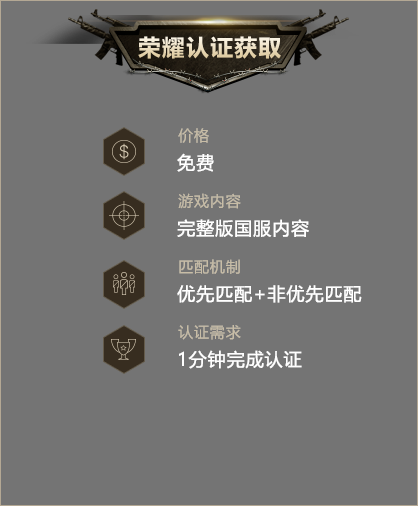 荣耀认证获取
价格
免费
游戏内容
完整版国服内容
匹配机制
优先匹配+非优先匹配
认证需求
1分钟完成认证